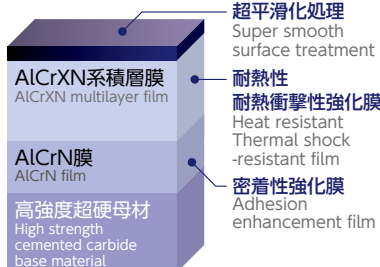 超平滑化処理
Super smooth
surface treatment
AlCrXN系積層膜
AlCrXN multilayer film
耐熱性
耐熱衝撃性強化膜
Heat resistant
Thermal shock
-resistant film
AlCrN膜
AlCrN film
密着性強化膜
Adhesion
enhancement film
高強度超硬母材
High strength
cemented carbide
base material